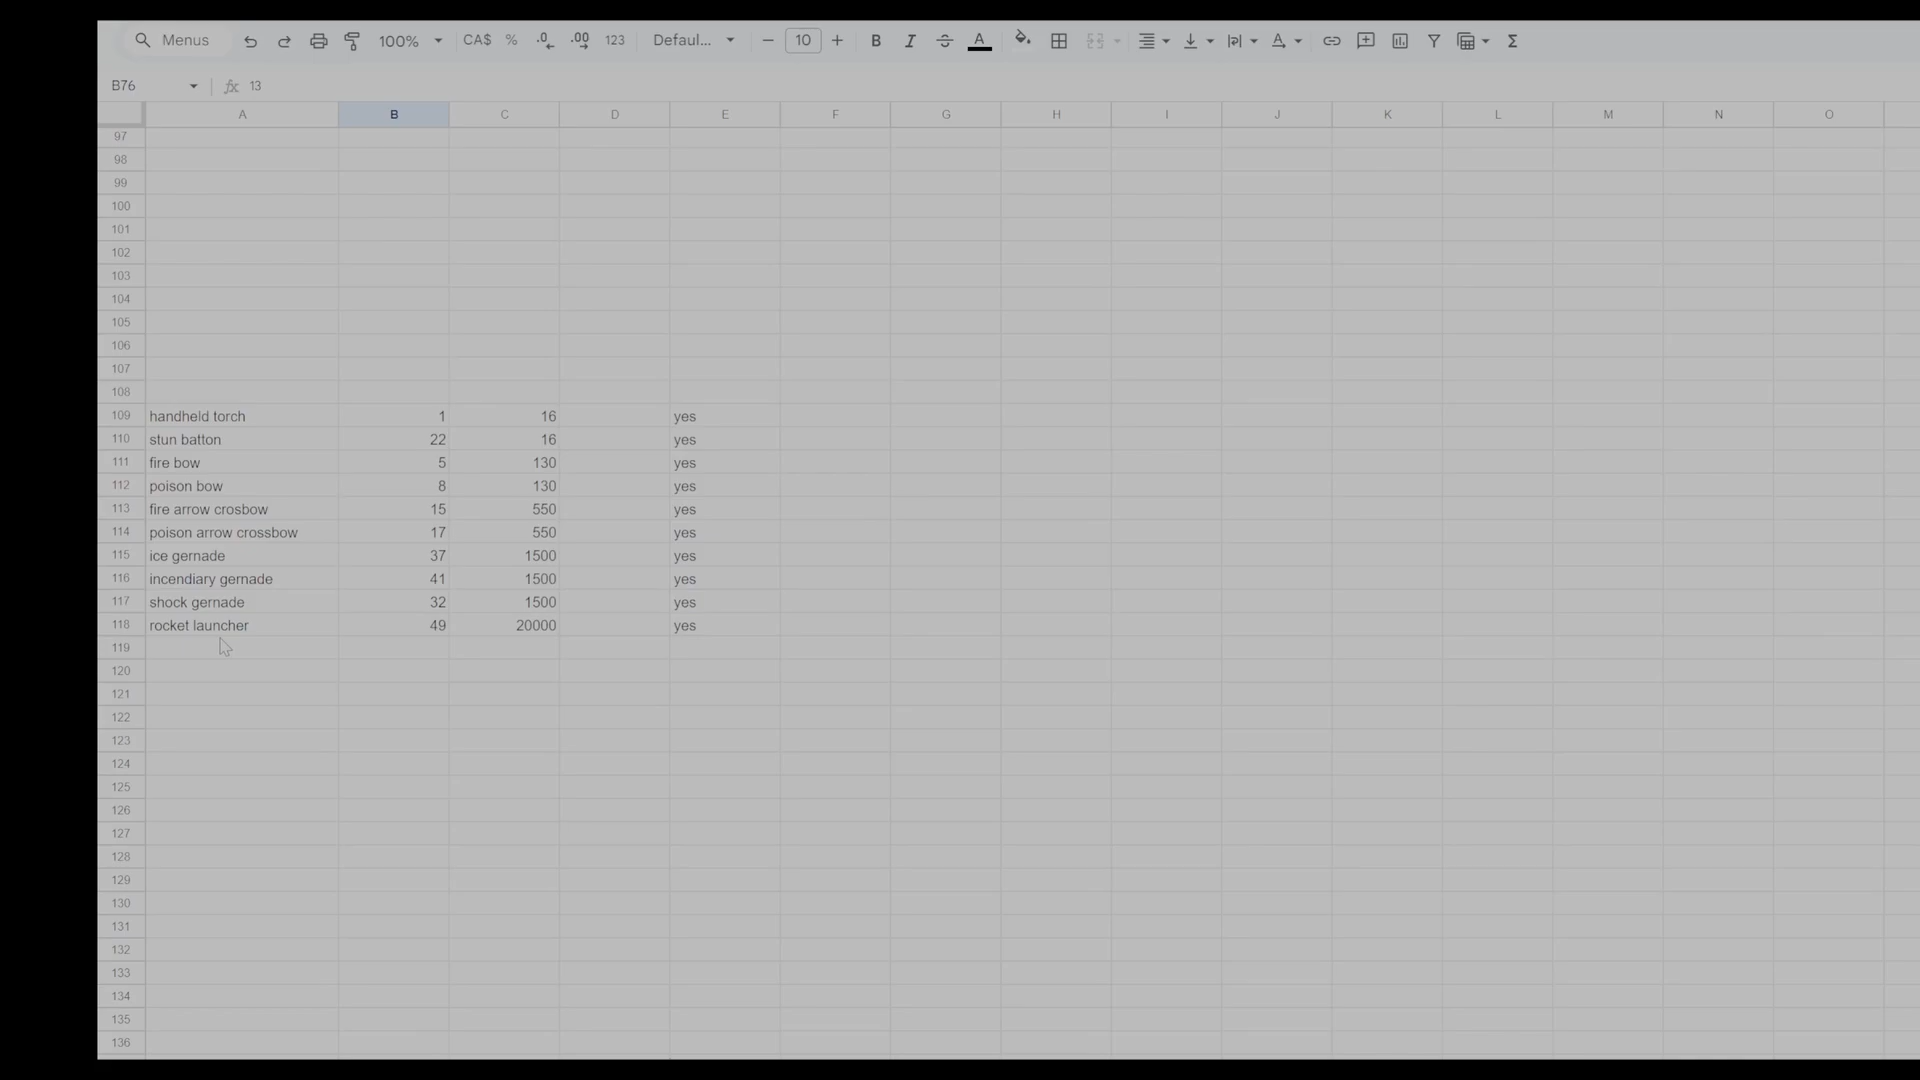 Menus 100% CA$ % .0 .00 123 Defaul... 10 B I A Σ
B76 fx 13
A B C D E F G H I J K L M N O
97
98
99
100
101
102
103
104
105
106
107
108
109 handheld torch 1 16 yes
110 stun batton 22 16 yes
111 fire bow 5 130 yes
112 poison bow 8 130 yes
113 fire arrow crosbow 15 550 yes
114 poison arrow crossbow 17 550 yes
115 ice gernade 37 1500 yes
116 incendiary gernade 41 1500 yes
117 shock gernade 32 1500 yes
118 rocket launcher 49 20000 yes
119
120
121
122
123
124
125
126
127
128
129
130
131
132
133
134
135
136